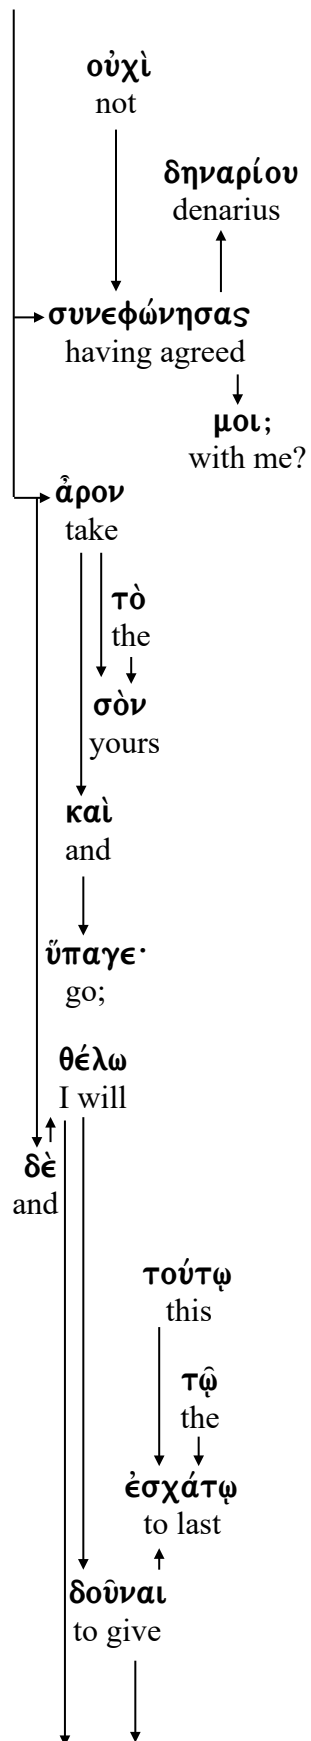 οὐχὶ
not
δηναρίου
denarius
συνεφώνησας
having agreed
μοι;
with me?
ἆρον
take
τὸ
the
σὸν
yours
καὶ
and
ὕπαγε·
go;
θέλω
I will
δὲ
and
τούτῳ
this
τῷ
the
ἐσχάτῳ
to last
δοῦναι
to give